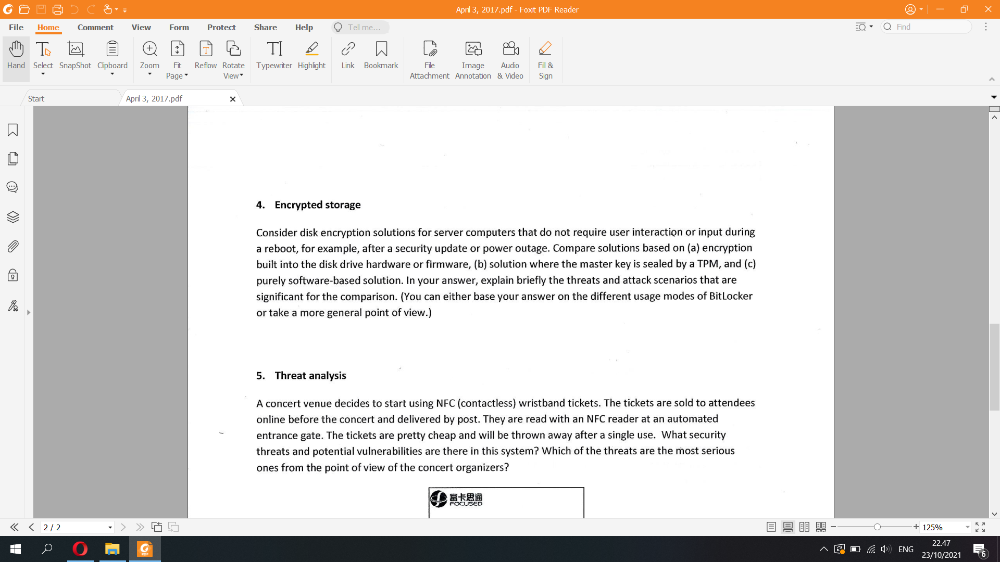 April 3, 2017.pdf - Foxit PDF Reader
File Home Comment View Form Protect Share Help Tell me... Find
Hand Select SnapShot Clipboard Zoom Fit Page Reflow Rotate View Typewriter Highlight Link Bookmark File Attachment Image Annotation Audio & Video Fill & Sign
Start April 3, 2017.pdf
4. Encrypted storage
Consider disk encryption solutions for server computers that do not require user interaction or input during
a reboot, for example, after a security update or power outage. Compare solutions based on (a) encryption
built into the disk drive hardware or firmware, (b) solution where the master key is sealed by a TPM, and (c)
purely software-based solution. In your answer, explain briefly the threats and attack scenarios that are
significant for the comparison. (You can either base your answer on the different usage modes of BitLocker
or take a more general point of view.)
5. Threat analysis
A concert venue decides to start using NFC (contactless) wristband tickets. The tickets are sold to attendees
online before the concert and delivered by post. They are read with an NFC reader at an automated
entrance gate. The tickets are pretty cheap and will be thrown away after a single use. What security
threats and potential vulnerabilities are there in this system? Which of the threats are the most serious
ones from the point of view of the concert organizers?
富卡思通
FOCUSED
2 / 2 125%
PDF
ENG
22.47
23/10/2021
6